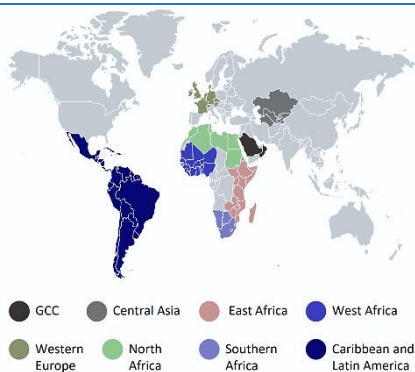 GCC
Central Asia
East Africa
West Africa
Western
Europe
North
Africa
Southern
Africa
Caribbean and
Latin America